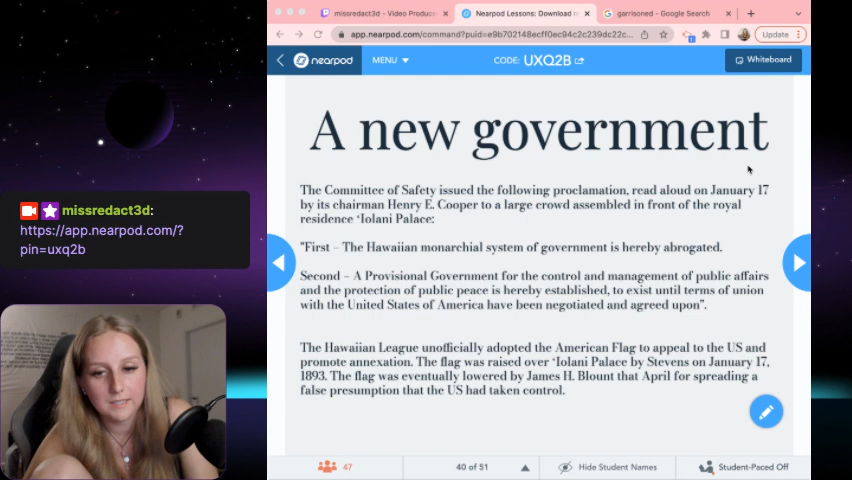 missredact3d - Video Produce
Nearpod Lessons: Download n
garrisoned - Google Search
app.nearpod.com/command?puid=e9b702148ecff0ec94c2c239dc22c...
Update
nearpod
MENU
CODE: UXQ2B
Whiteboard
A new government
The Committee of Safety issued the following proclamation, read aloud on January 17
by its chairman Henry E. Cooper to a large crowd assembled in front of the royal
residence ‘Iolani Palace:
"First – The Hawaiian monarchial system of government is hereby abrogated.
Second – A Provisional Government for the control and management of public affairs
and the protection of public peace is hereby established, to exist until terms of union
with the United States of America have been negotiated and agreed upon".
The Hawaiian League unofficially adopted the American Flag to appeal to the US and
promote annexation. The flag was raised over ‘Iolani Palace by Stevens on January 17,
1893. The flag was eventually lowered by James H. Blount that April for spreading a
false presumption that the US had taken control.
47
40 of 51
Hide Student Names
Student-Paced Off
missredact3d:
https://app.nearpod.com/?
pin=uxq2b